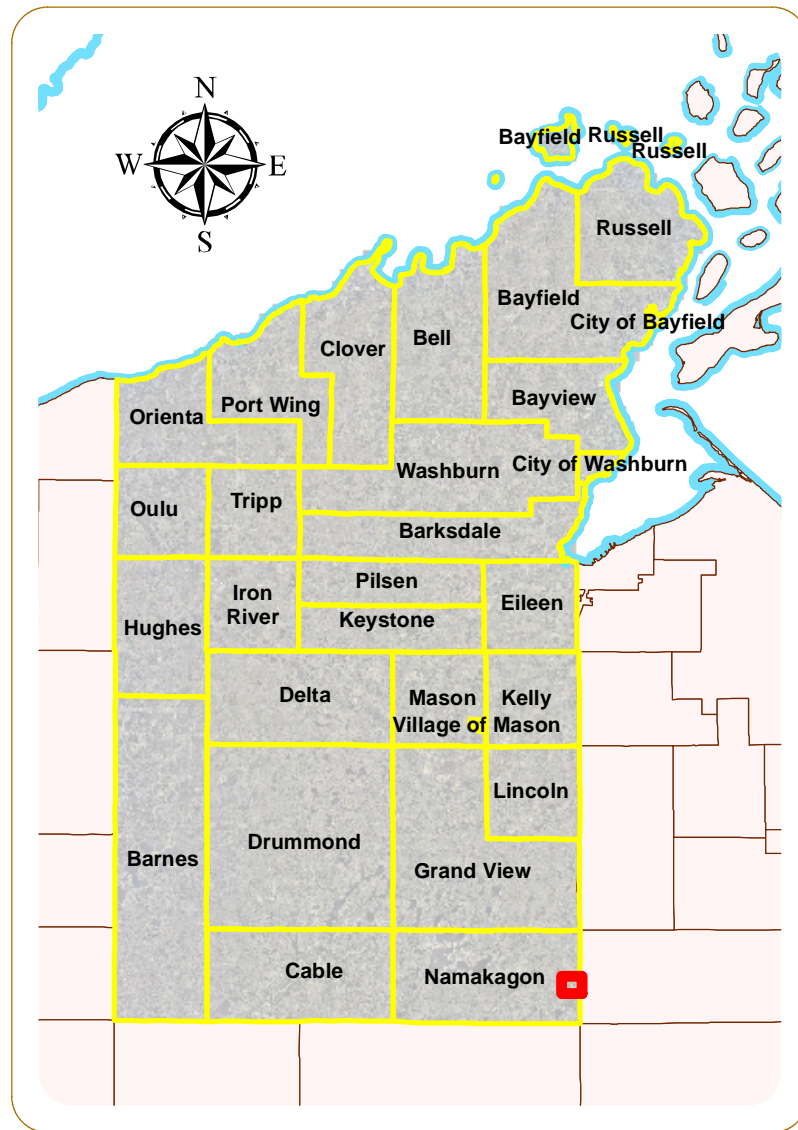 N
W
E
S
Bayfield
Russell
Russell
Russell
Bayfield
City of Bayfield
Clover
Bell
Bayview
Orienta
Port Wing
Washburn
City of Washburn
Oulu
Tripp
Barksdale
Pilsen
Iron
River
Eileen
Keystone
Hughes
Delta
Mason
Kelly
Village of Mason
Lincoln
Drummond
Barnes
Grand View
Cable
Namakagon